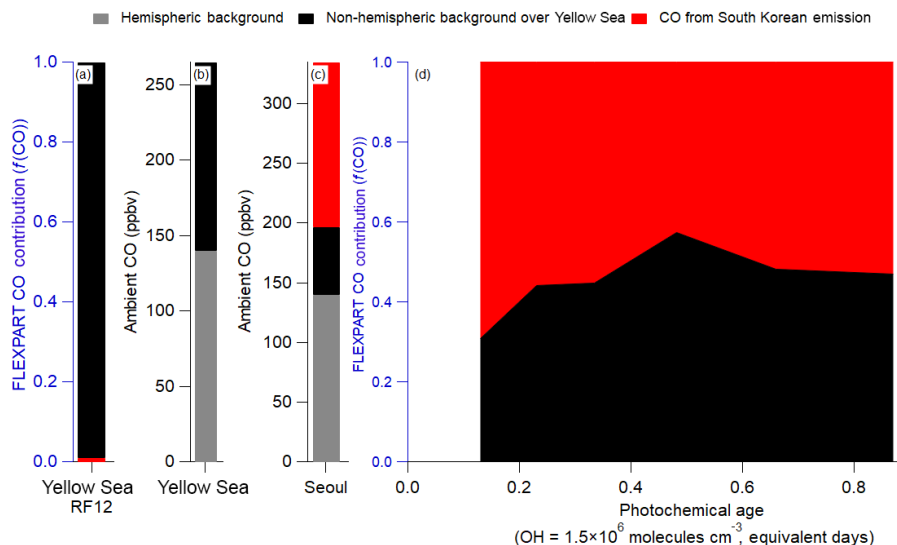 Hemispheric background
Non-hemispheric background over Yellow Sea
CO from South Korean emission
FLEXPART CO contribution (f(CO))
1.0
0.8
0.6
0.4
0.2
0.0
(a)
Yellow Sea
RF12
Ambient CO (ppbv)
250
200
150
100
50
0
(b)
Yellow Sea
Ambient CO (ppbv)
300
250
200
150
100
50
0
(c)
Seoul
FLEXPART CO contribution (f(CO))
1.0
0.8
0.6
0.4
0.2
0.0
(d)
0.0 0.2 0.4 0.6 0.8
Photochemical age
(OH = 1.5×10⁶ molecules cm⁻³, equivalent days)